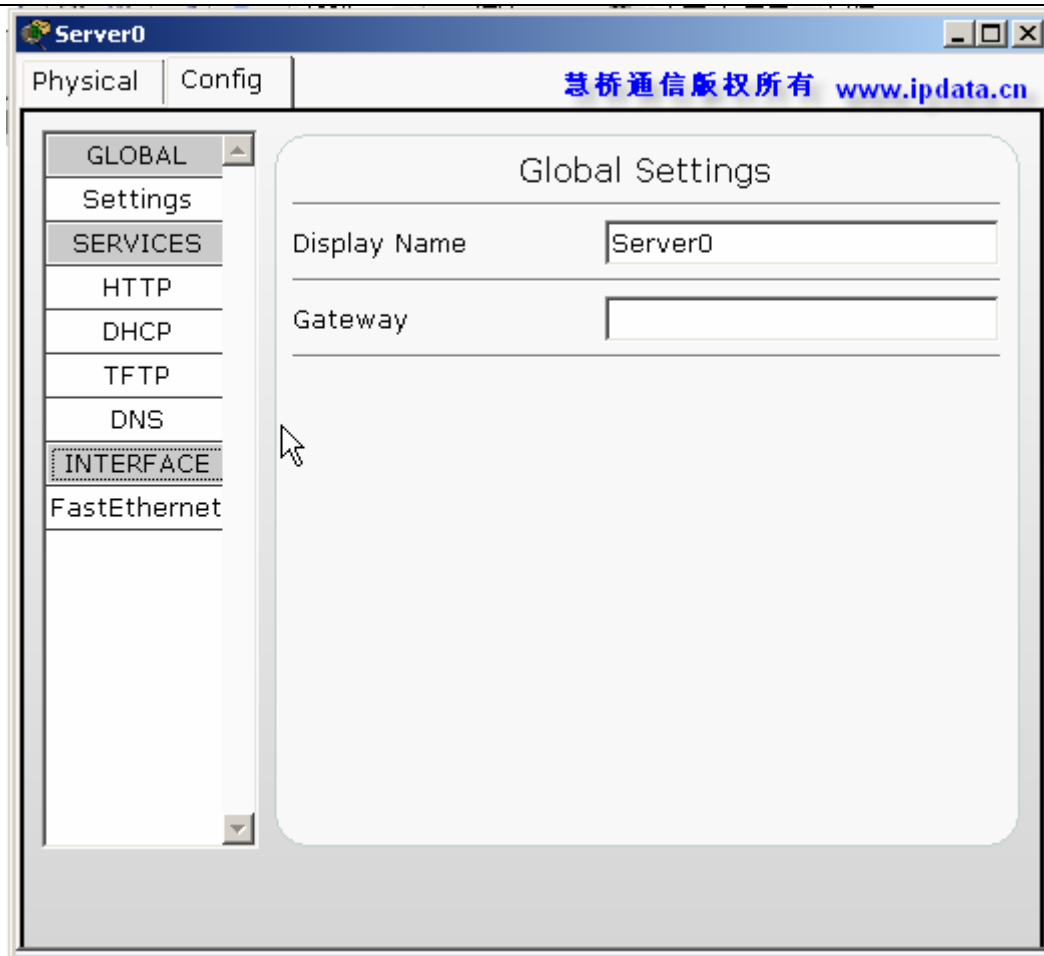 Server0
Physical Config
慧桥通信版权所有 www.ipdata.cn
GLOBAL
Settings
SERVICES
HTTP
DHCP
TFTP
DNS
INTERFACE
FastEthernet
Global Settings
Display Name Server0
Gateway